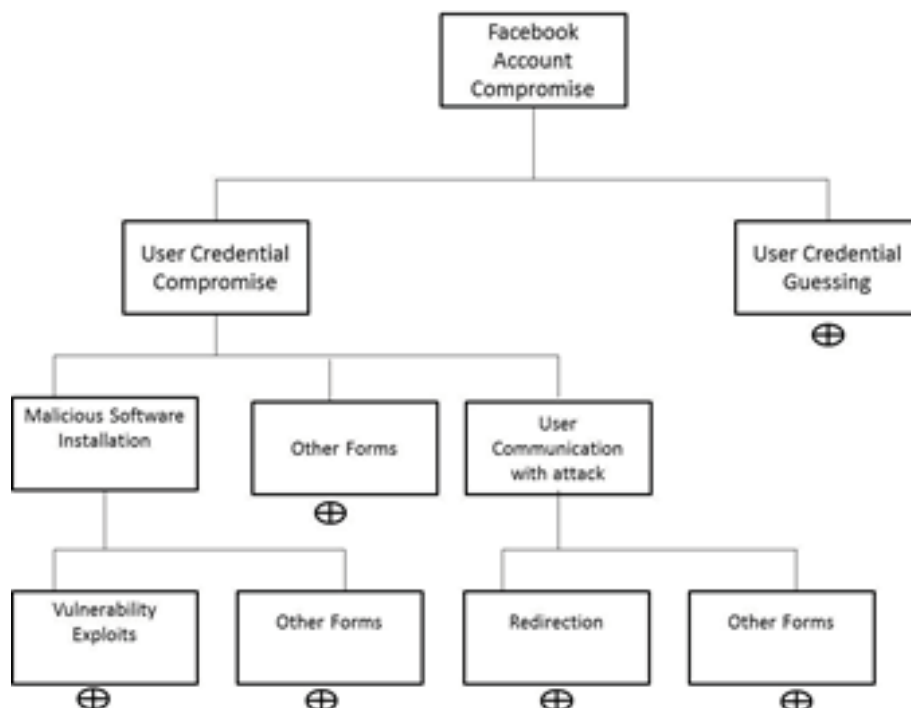 Facebook
Account
Compromise
User Credential
Compromise
User Credential
Guessing
Malicious Software
Installation
Other Forms
User
Communication
with attack
Vulnerability
Exploits
Other Forms
Redirection
Other Forms